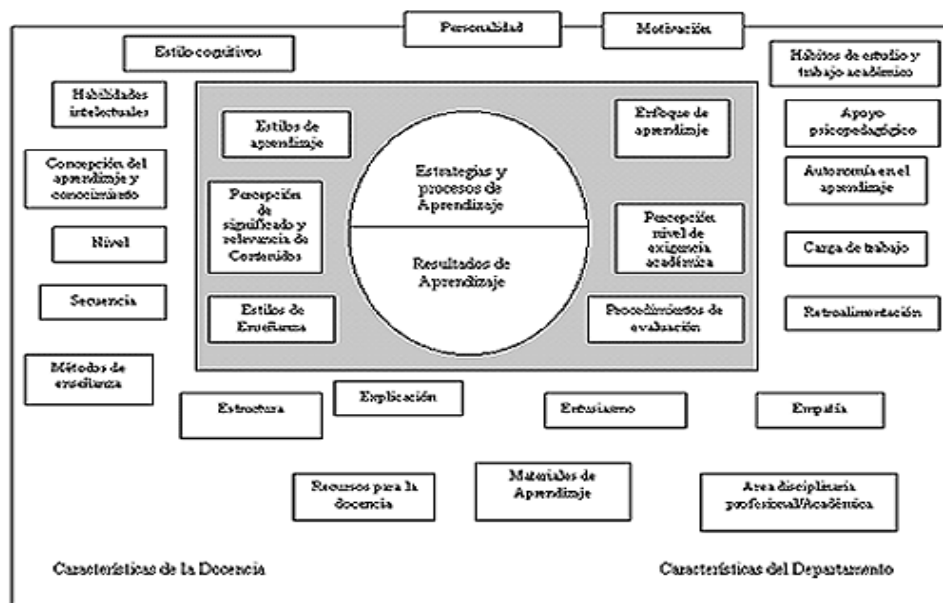 Personalidad
Motivación
Estilo cognitivos
Hábitos de estudio y
trabajo académico
Habilidades
intelectuales
Estilos de
aprendizaje
Enfoque de
aprendizaje
Apoyo
psicopedagógico
Concepción del
aprendizaje y
conocimiento
Estrategias y
procesos de
Aprendizaje
Autonomía en el
aprendizaje
Percepción
de
significado y
relevancia de
Contenidos
Percepción
nivel de
exigencia
académica
Nivel
Carga de trabajo
Resultados de
Aprendizaje
Secuencia
Estilos de
Enseñanza
Procedimientos de
evaluación
Retroalimentación
Métodos de
enseñanza
Estructura
Explicación
Entusiasmo
Empatía
Recursos para la
docencia
Materiales de
Aprendizaje
Area disciplinaria
profesional/Académica
Características de la Docencia
Características del Departamento